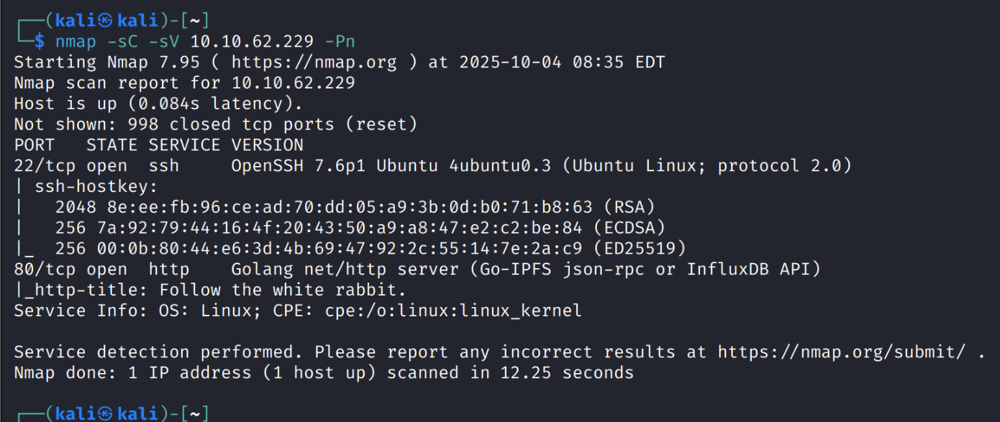 ┌──(kali㉿kali)-[~]
└─$ nmap -sC -sV 10.10.62.229 -Pn
Starting Nmap 7.95 ( https://nmap.org ) at 2025-10-04 08:35 EDT
Nmap scan report for 10.10.62.229
Host is up (0.084s latency).
Not shown: 998 closed tcp ports (reset)
PORT   STATE SERVICE VERSION
22/tcp open  ssh     OpenSSH 7.6p1 Ubuntu 4ubuntu0.3 (Ubuntu Linux; protocol 2.0)
| ssh-hostkey:
|   2048 8e:ee:fb:96:ce:ad:70:dd:05:a9:3b:0d:b0:71:b8:63 (RSA)
|   256 7a:92:79:44:16:4f:20:43:50:a9:a8:47:e2:c2:be:84 (ECDSA)
|_  256 00:0b:80:44:e6:3d:4b:69:47:92:2c:55:14:7e:2a:c9 (ED25519)
80/tcp open  http    Golang net/http server (Go-IPFS json-rpc or InfluxDB API)
|_http-title: Follow the white rabbit.
Service Info: OS: Linux; CPE: cpe:/o:linux:linux_kernel

Service detection performed. Please report any incorrect results at https://nmap.org/submit/ .
Nmap done: 1 IP address (1 host up) scanned in 12.25 seconds

┌──(kali㉿kali)-[~]